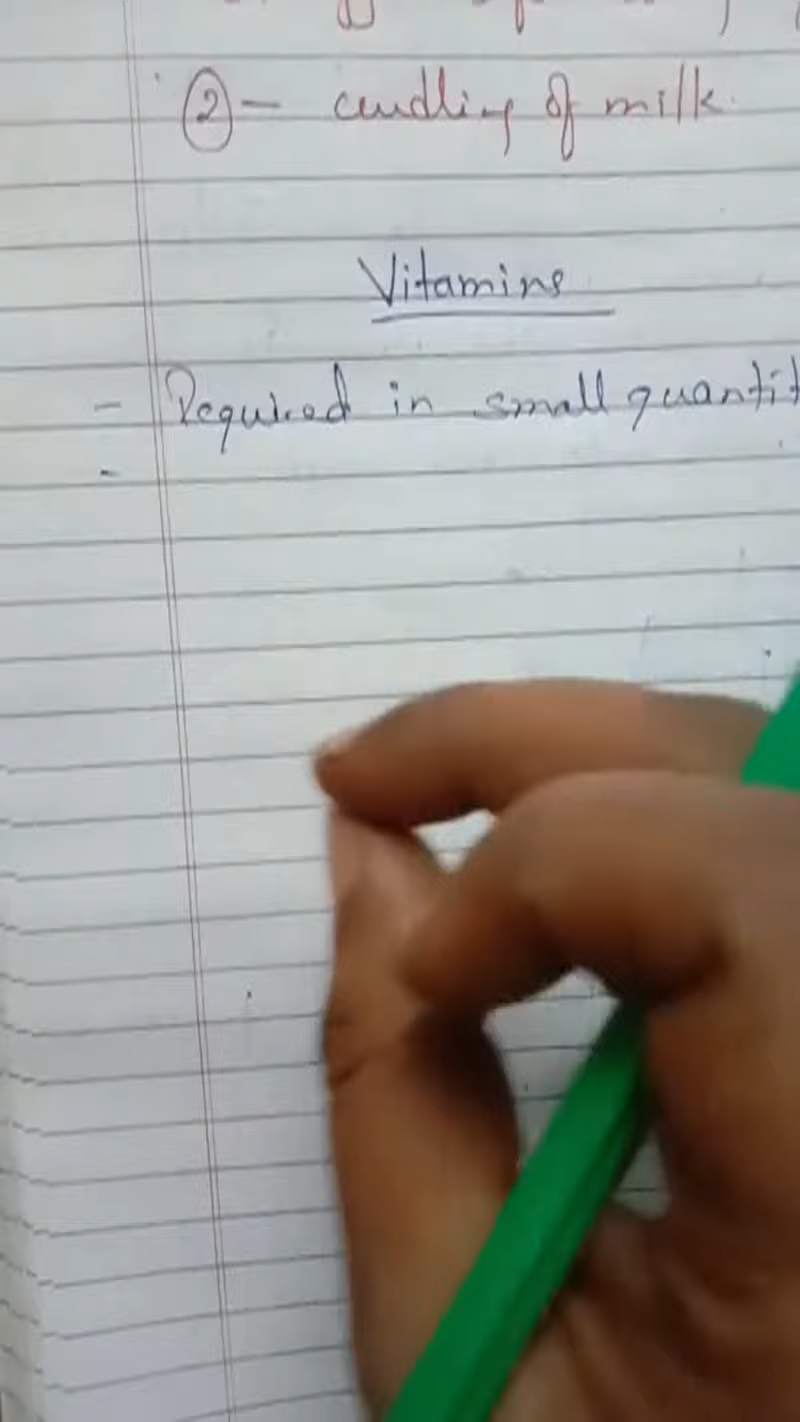 ② - curdling of milk.
Vitamins
- Required in small quantit
-